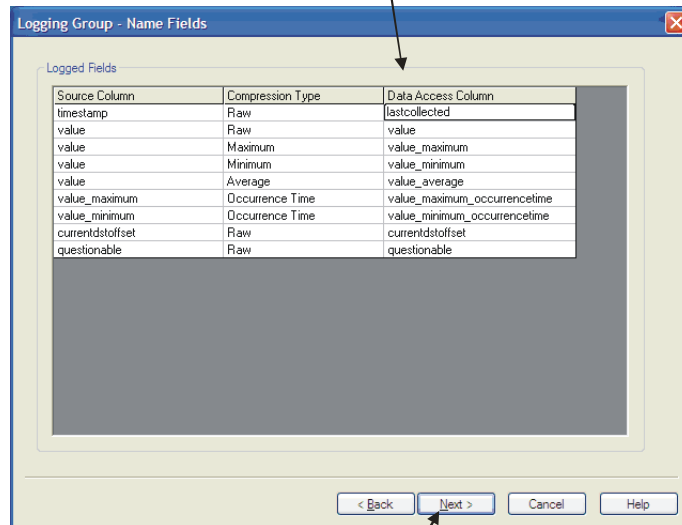 Logging Group - Name Fields
Logged Fields
Source Column Compression Type Data Access Column
timestamp Raw lastcollected
value Raw value
value Maximum value_maximum
value Minimum value_minimum
value Average value_average
value_maximum Occurrence Time value_maximum_occurrencetime
value_minimum Occurrence Time value_minimum_occurrencetime
currentdstoffset Raw currentdstoffset
questionable Raw questionable
< Back Next > Cancel Help